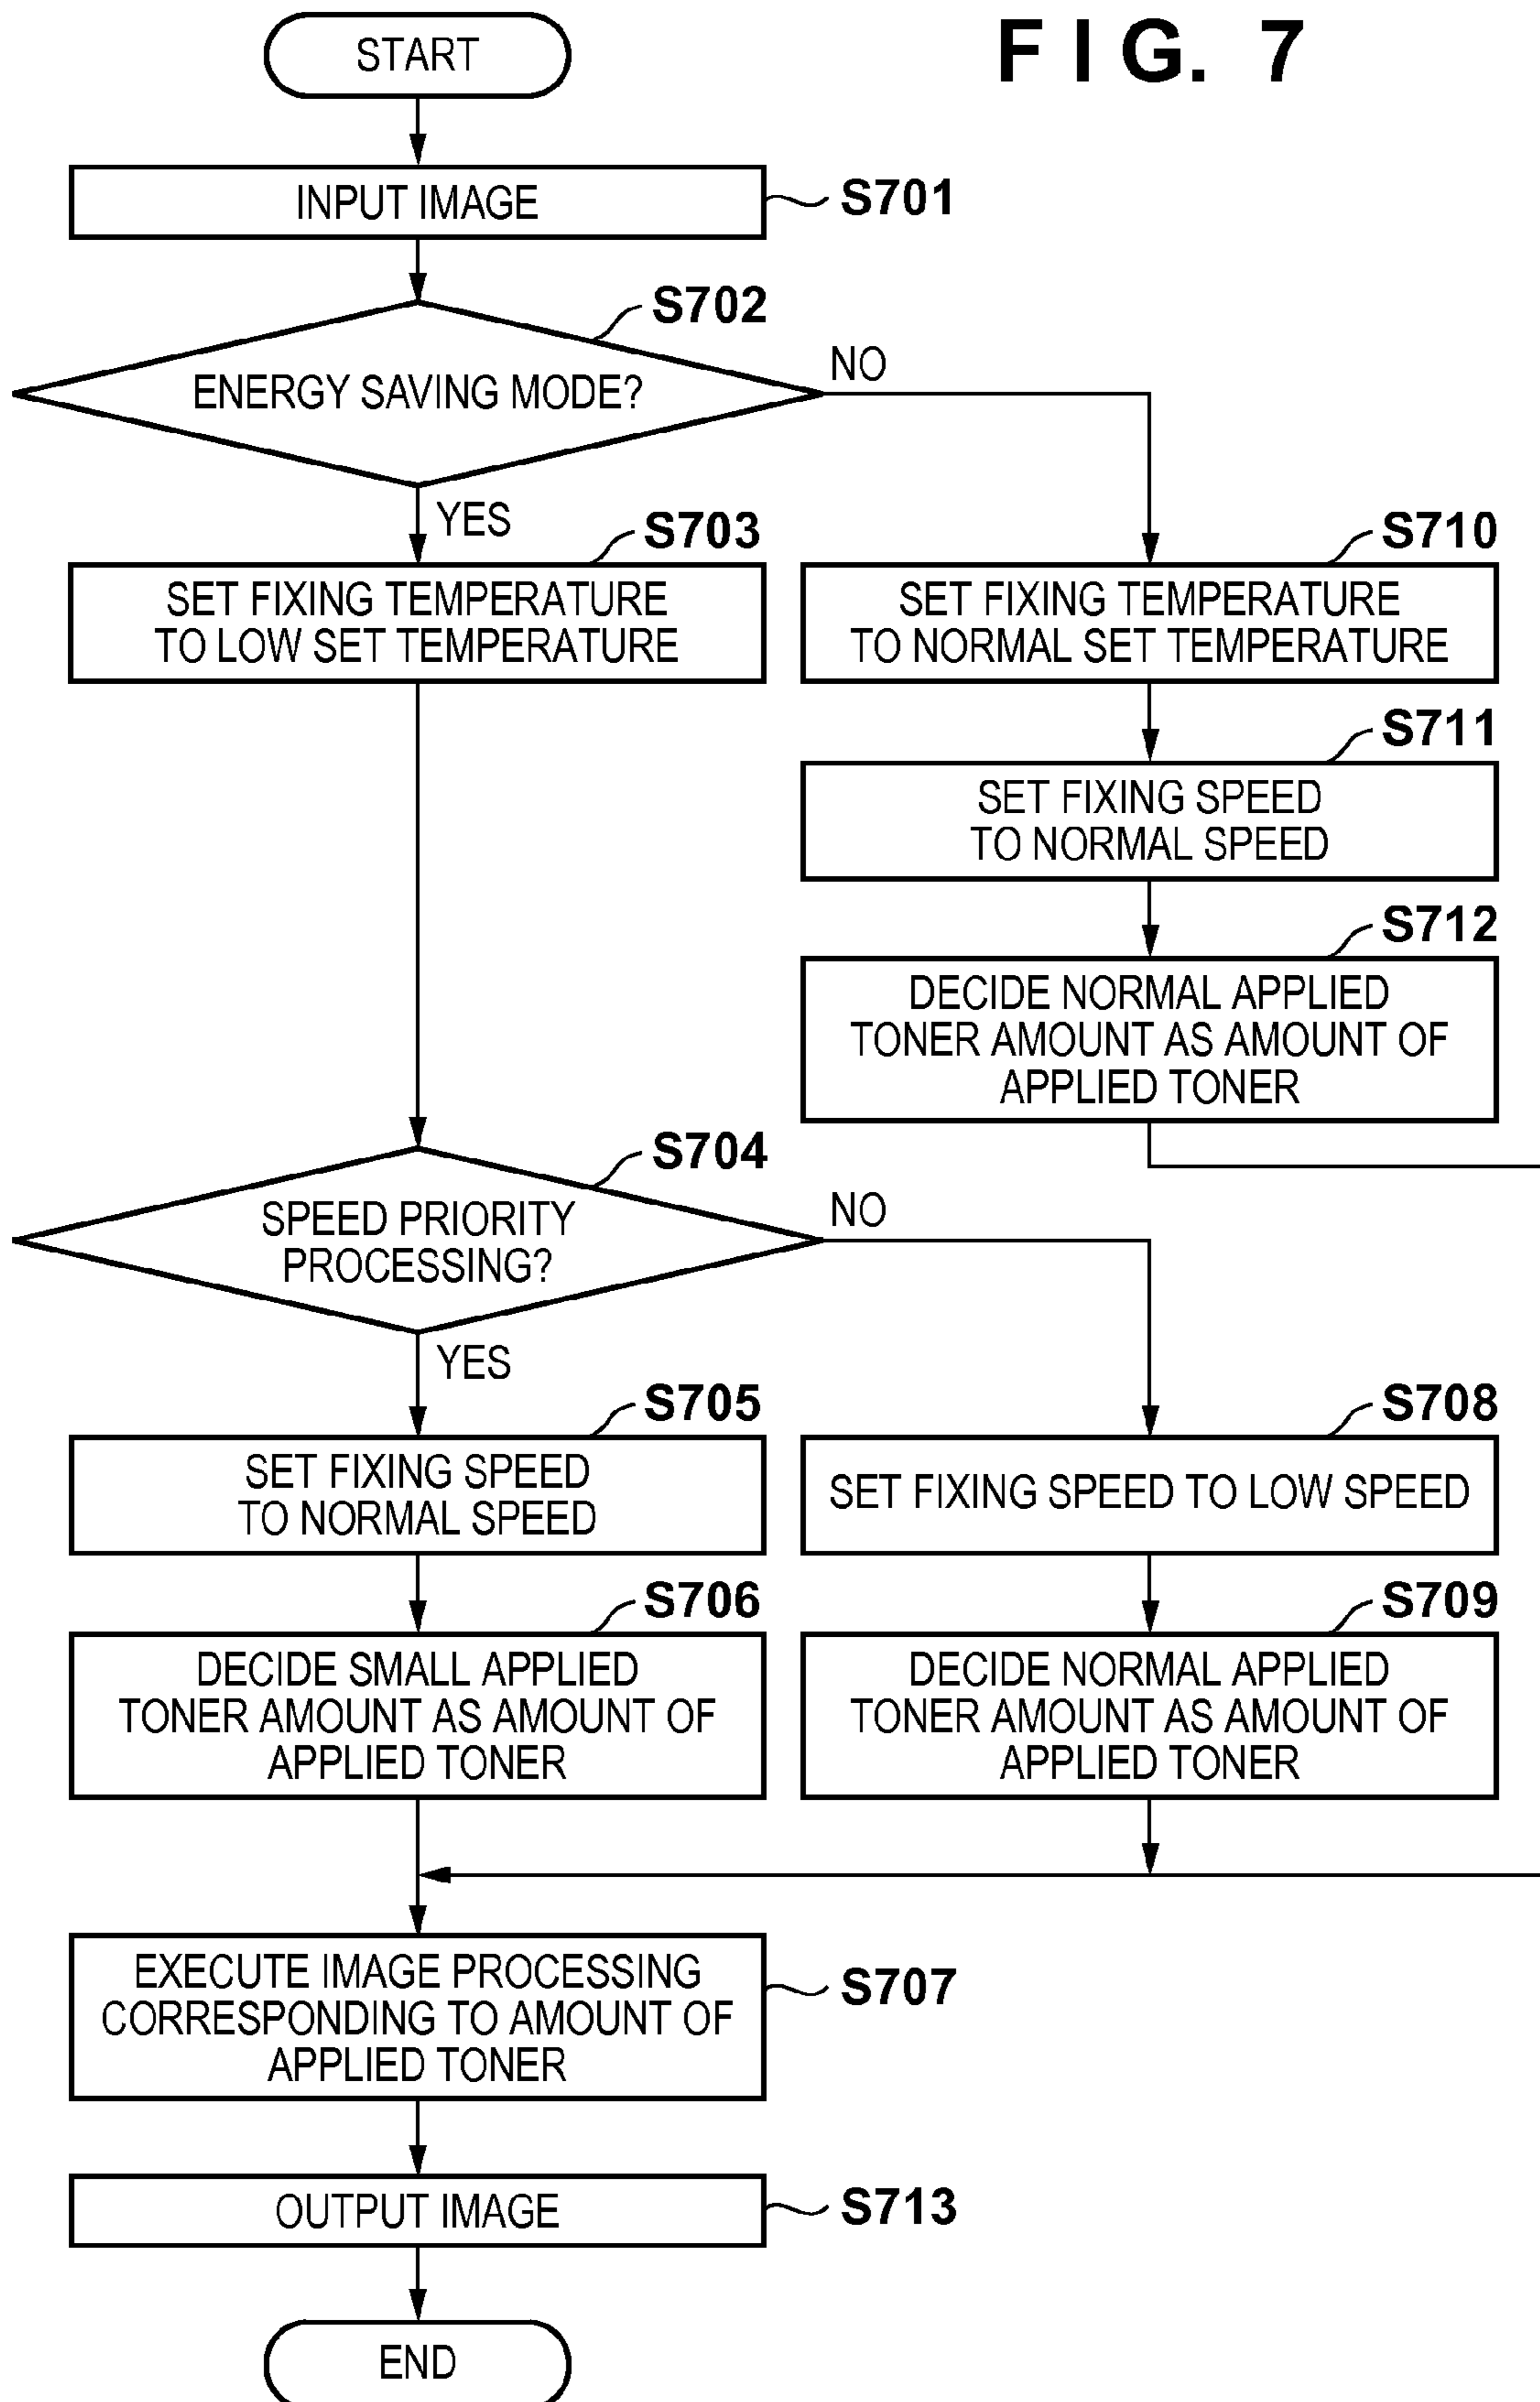 FIG. 7
START
INPUT IMAGE
S701
S702
ENERGY SAVING MODE?
NO
YES
S703
SET FIXING TEMPERATURE
TO LOW SET TEMPERATURE
S710
SET FIXING TEMPERATURE
TO NORMAL SET TEMPERATURE
S711
SET FIXING SPEED
TO NORMAL SPEED
S712
DECIDE NORMAL APPLIED
TONER AMOUNT AS AMOUNT OF
APPLIED TONER
S704
SPEED PRIORITY
PROCESSING?
NO
YES
S705
SET FIXING SPEED
TO NORMAL SPEED
S708
SET FIXING SPEED TO LOW SPEED
S706
DECIDE SMALL APPLIED
TONER AMOUNT AS AMOUNT OF
APPLIED TONER
S709
DECIDE NORMAL APPLIED
TONER AMOUNT AS AMOUNT OF
APPLIED TONER
EXECUTE IMAGE PROCESSING
CORRESPONDING TO AMOUNT OF
APPLIED TONER
S707
OUTPUT IMAGE
S713
END